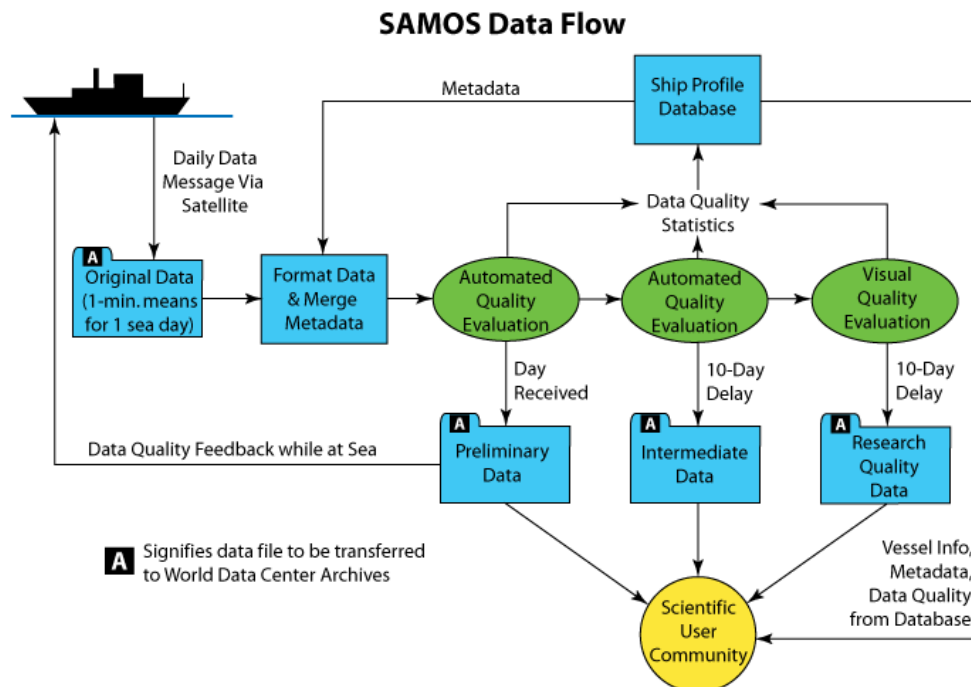 SAMOS Data Flow
Metadata
Ship Profile
Database
Daily Data
Message Via
Satellite
Data Quality
Statistics
A
Original Data
(1-min. means
for 1 sea day)
Format Data
& Merge
Metadata
Automated
Quality
Evaluation
Automated
Quality
Evaluation
Visual
Quality
Evaluation
Day
Received
10-Day
Delay
10-Day
Delay
Data Quality Feedback while at Sea
A
Preliminary
Data
A
Intermediate
Data
A
Research
Quality
Data
A
Signifies data file to be transferred
to World Data Center Archives
Vessel Info,
Metadata,
Data Quality
from Database
Scientific
User
Community